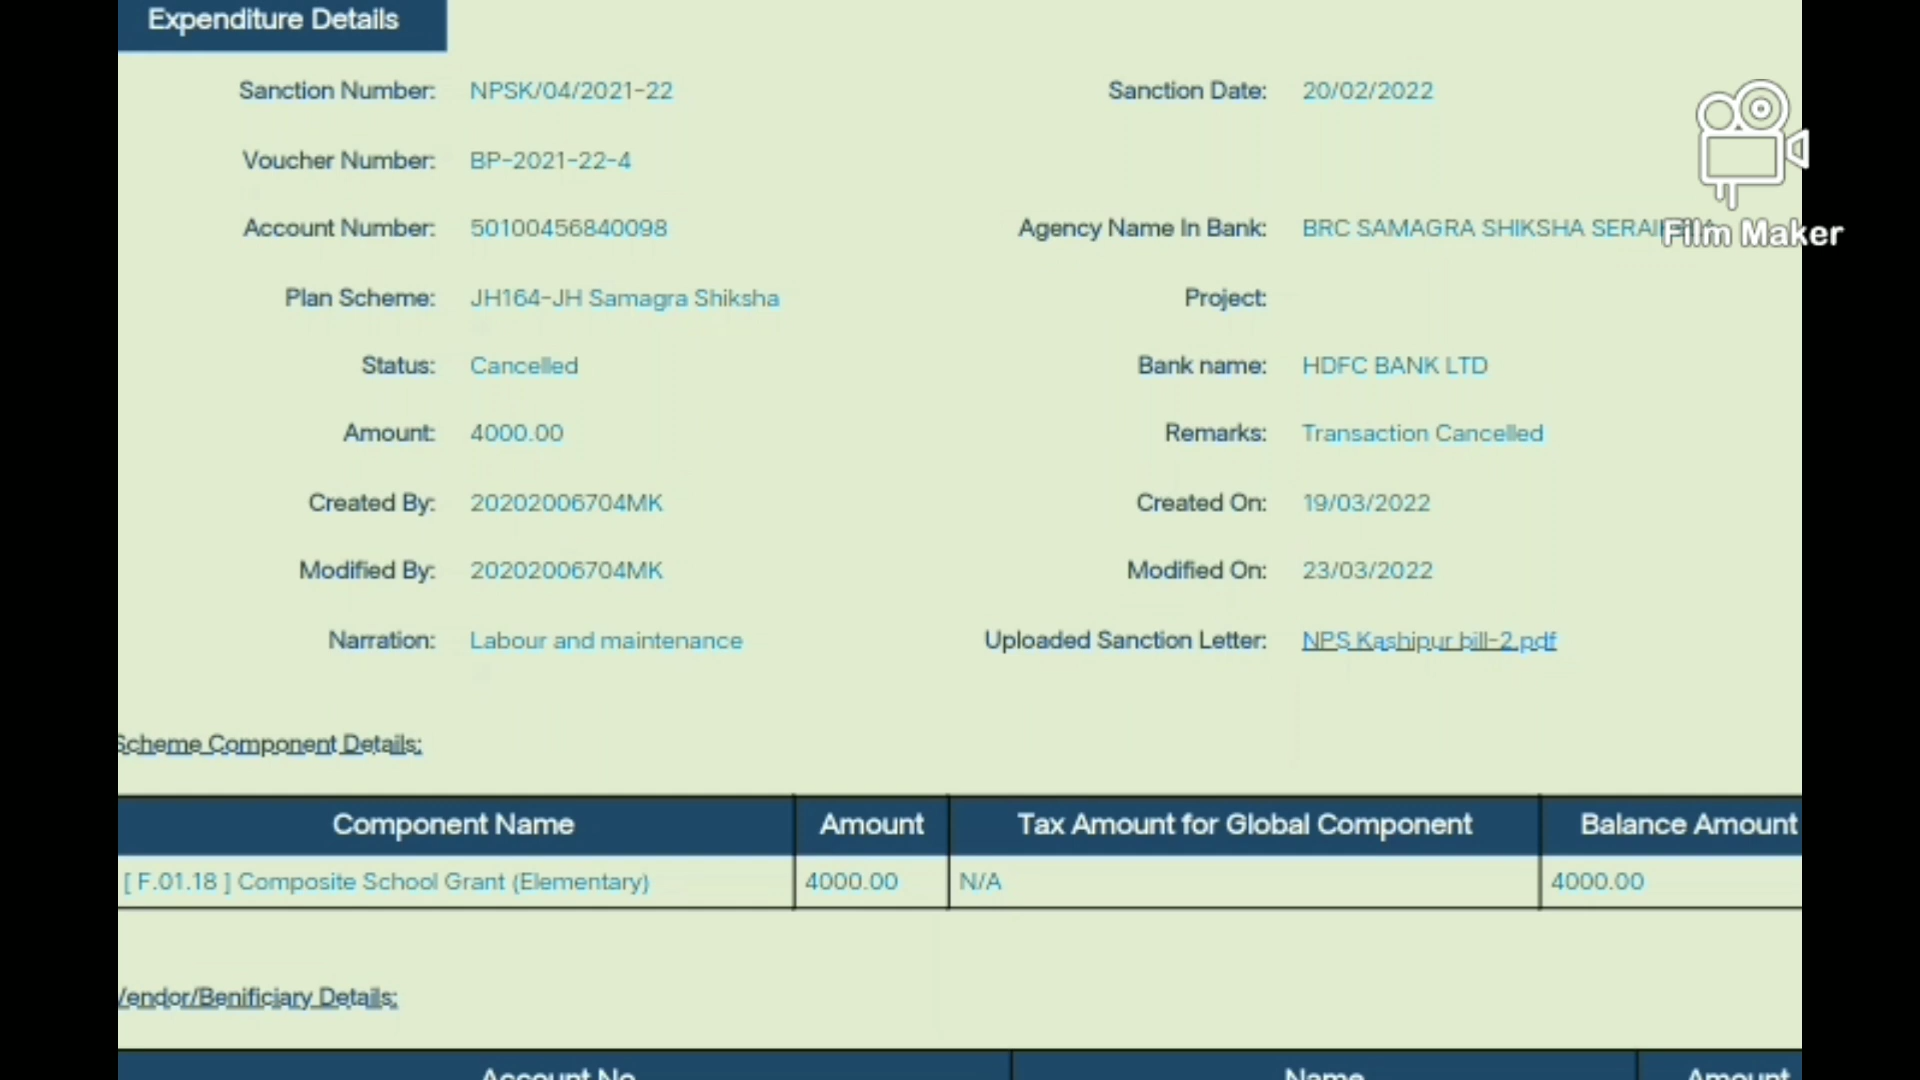 Expenditure Details
Sanction Number: NPSK/04/2021-22 Sanction Date: 20/02/2022
Voucher Number: BP-2021-22-4
Account Number: 50100456840098 Agency Name In Bank: BRC SAMAGRA SHIKSHA
Film Maker
Plan Scheme: JH164-JH Samagra Shiksha Project:
Status: Cancelled Bank name: HDFC BANK LTD
Amount: 4000.00 Remarks: Transaction Cancelled
Created By: 20202006704MK Created On: 19/03/2022
Modified By: 20202006704MK Modified On: 23/03/2022
Narration: Labour and maintenance Uploaded Sanction Letter: NPS Kashipur bill-2.pdf
Scheme Component Details:
Component Name Amount Tax Amount for Global Component Balance Amount
[ F.01.18 ] Composite School Grant (Elementary) 4000.00 N/A 4000.00
Vendor/Benificiary Details:
Account No Name Amount